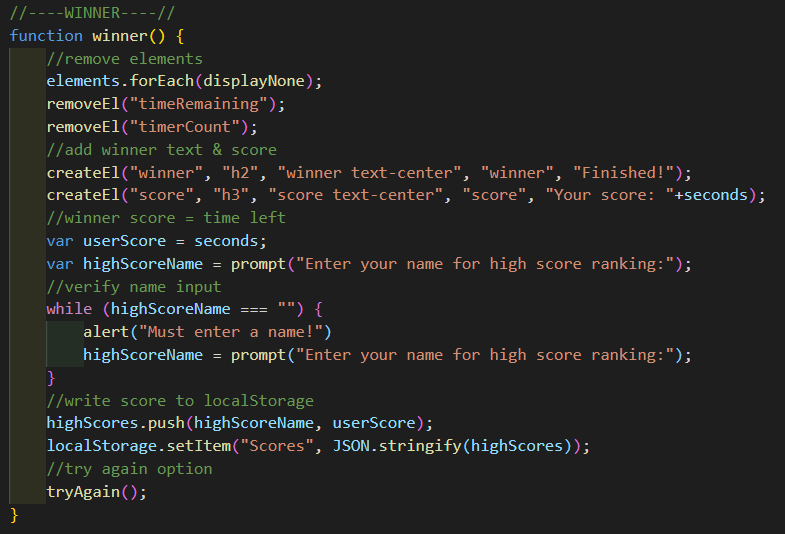 //----WINNER----//
function winner() {
    //remove elements
    elements.forEach(displayNone);
    removeEl("timeRemaining");
    removeEl("timerCount");
    //add winner text & score
    createEl("winner", "h2", "winner text-center", "winner", "Finished!");
    createEl("score", "h3", "score text-center", "score", "Your score: "+seconds);
    //winner score = time left
    var userScore = seconds;
    var highScoreName = prompt("Enter your name for high score ranking:");
    //verify name input
    while (highScoreName === "") {
        alert("Must enter a name!")
        highScoreName = prompt("Enter your name for high score ranking:");
    }
    //write score to localStorage
    highScores.push(highScoreName, userScore);
    localStorage.setItem("Scores", JSON.stringify(highScores));
    //try again option
    tryAgain();
}